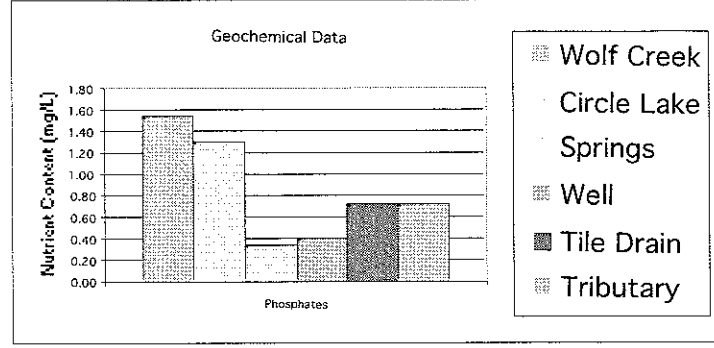 Geochemical Data
Nutrient Content (mg/L)
1.80
1.60
1.40
1.20
1.00
0.80
0.60
0.40
0.20
0.00
Phosphates
Wolf Creek
Circle Lake
Springs
Well
Tile Drain
Tributary